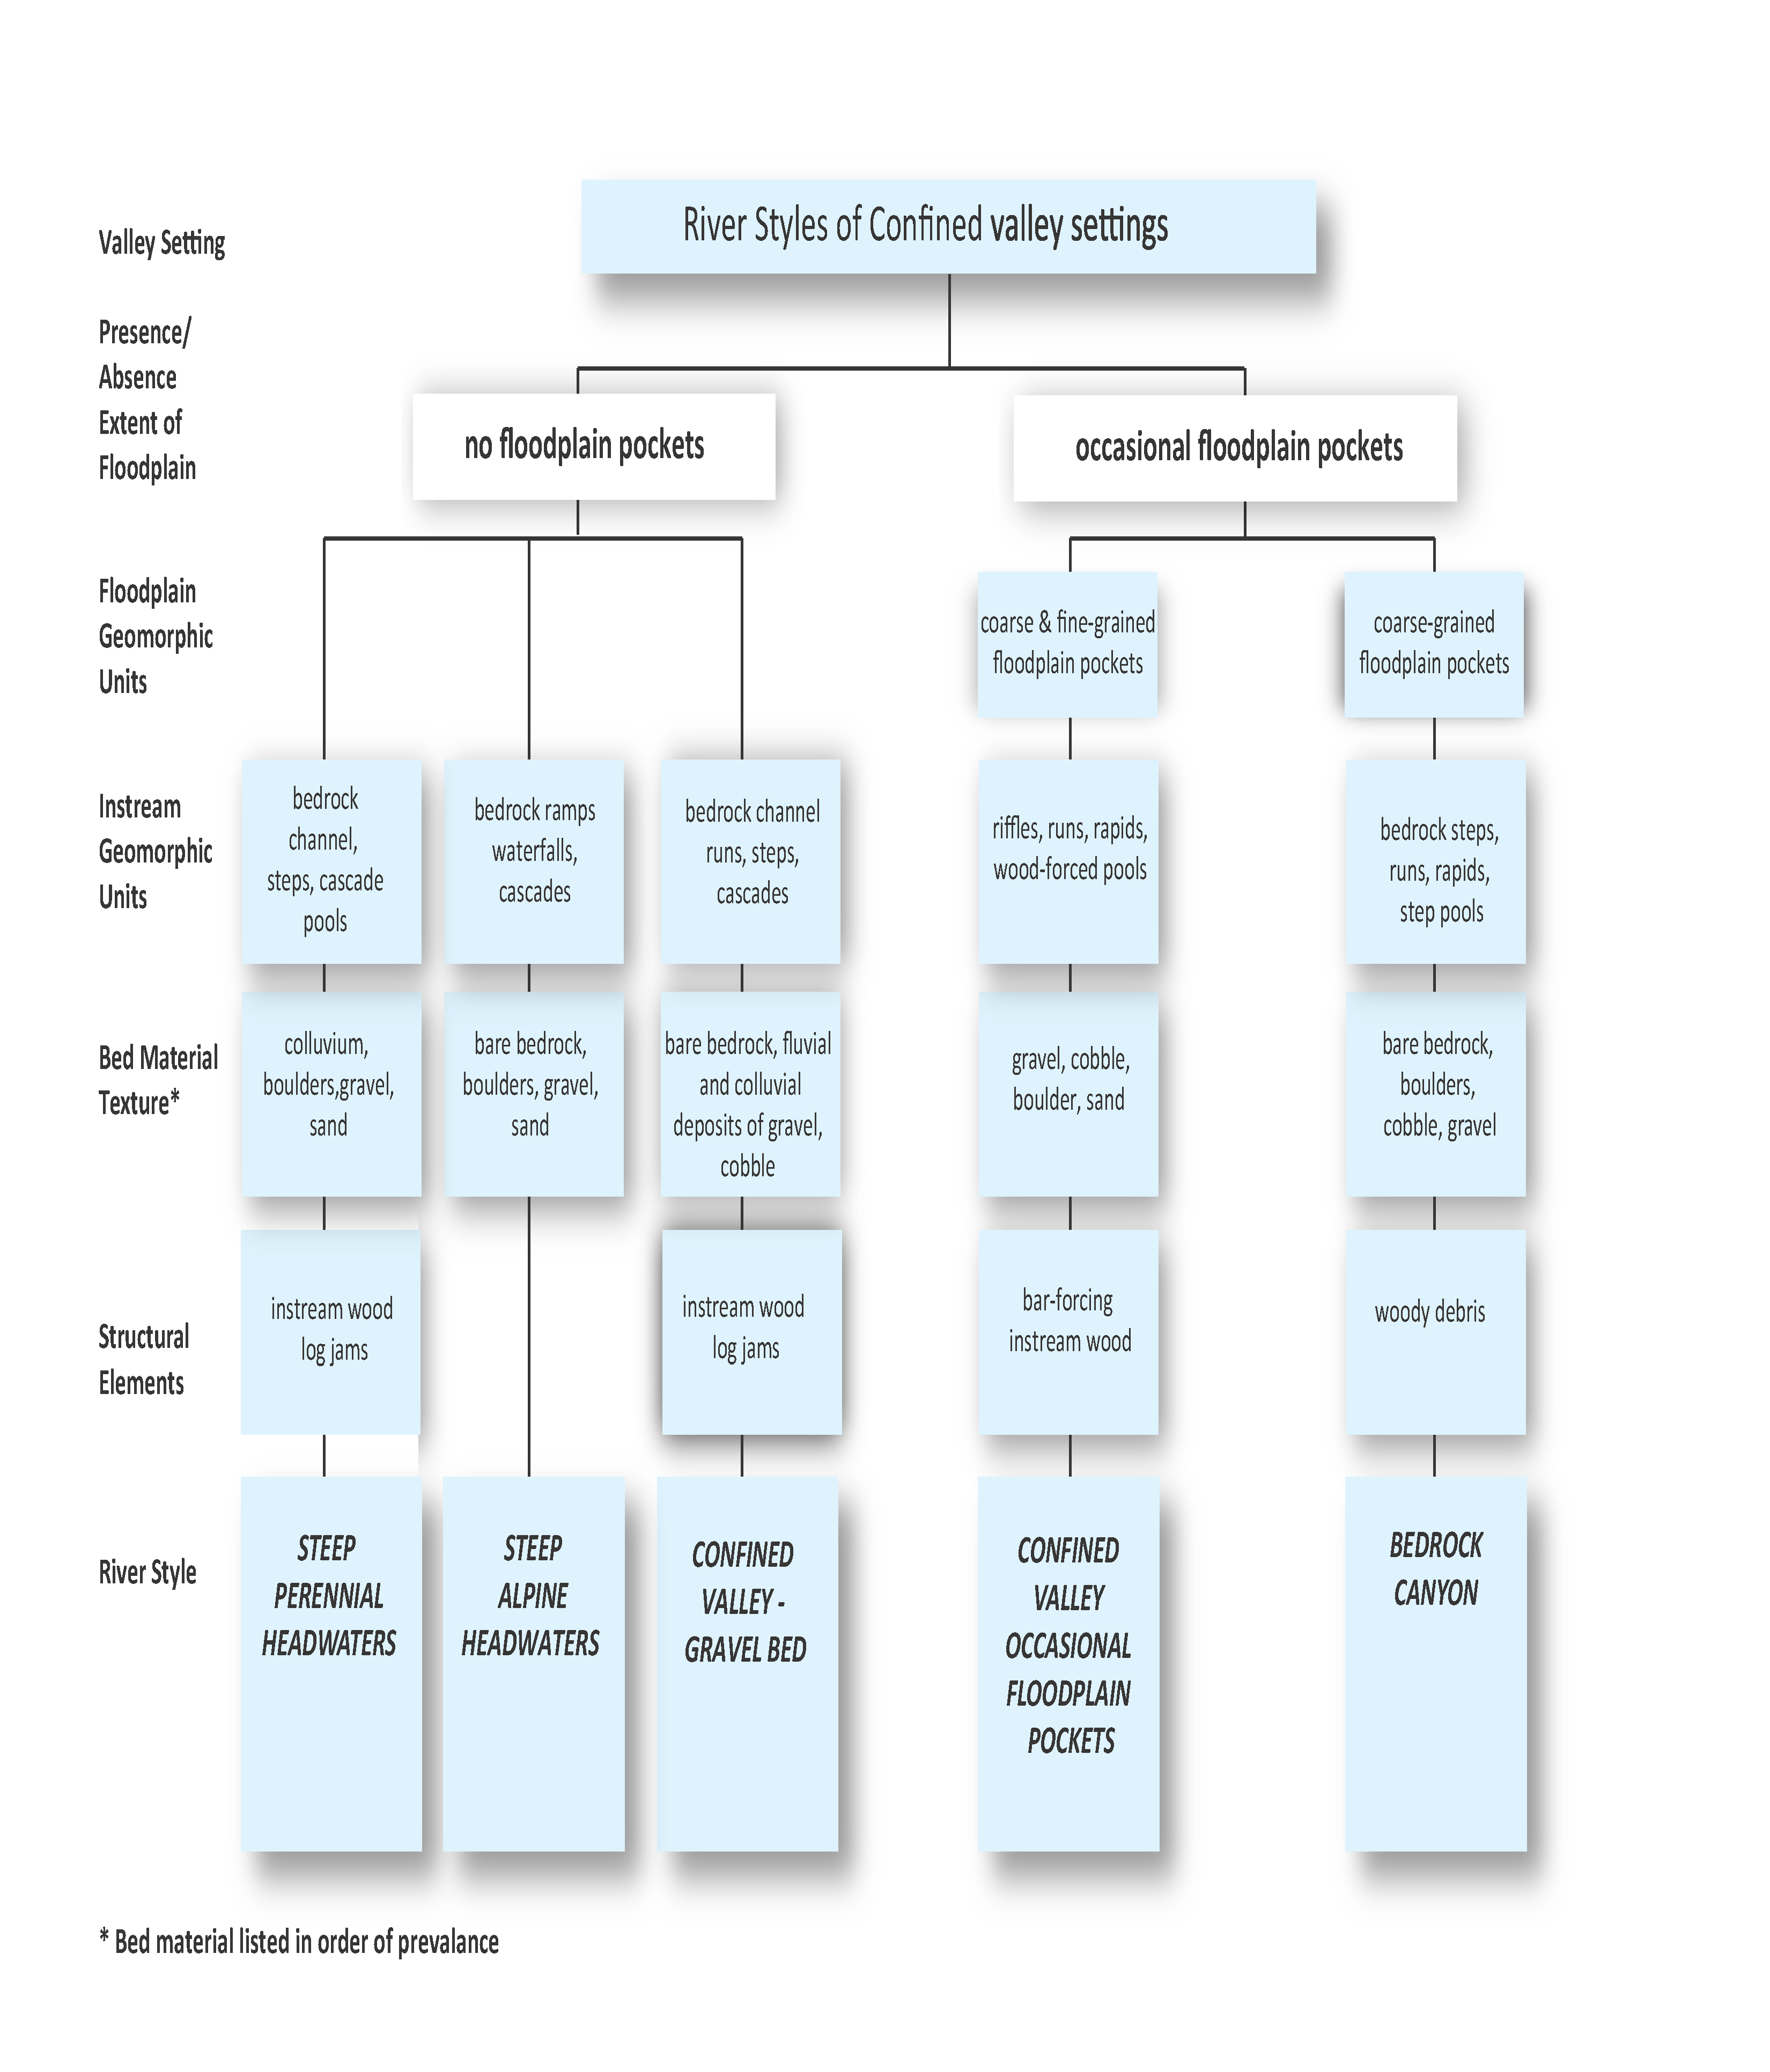 River Styles of Confined valley settings
Valley Setting
Presence/
Absence
Extent of
Floodplain
no floodplain pockets
occasional floodplain pockets
Floodplain
Geomorphic
Units
coarse & fine-grained
floodplain pockets
coarse-grained
floodplain pockets
Instream
Geomorphic
Units
bedrock
channel,
steps, cascade
pools
bedrock ramps
waterfalls,
cascades
bedrock channel
runs, steps,
cascades
riffles, runs, rapids,
wood-forced pools
bedrock steps,
runs, rapids,
step pools
Bed Material
Texture*
colluvium,
boulders,gravel,
sand
bare bedrock,
boulders, gravel,
sand
bare bedrock, fluvial
and colluvial
deposits of gravel,
cobble
gravel, cobble,
boulder, sand
bare bedrock,
boulders,
cobble, gravel
Structural
Elements
instream wood
log jams
instream wood
log jams
bar-forcing
instream wood
woody debris
River Style
STEEP
PERENNIAL
HEADWATERS
STEEP
ALPINE
HEADWATERS
CONFINED
VALLEY -
GRAVEL BED
CONFINED
VALLEY
OCCASIONAL
FLOODPLAIN
POCKETS
BEDROCK
CANYON
* Bed material listed in order of prevalance